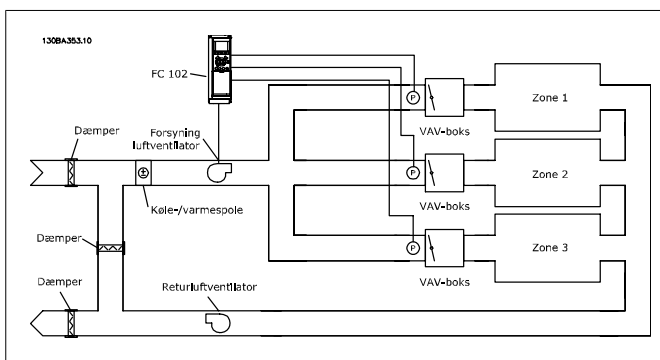 130BA353.10
FC 102
P
Zone 1
VAV-boks
Dæmper
Forsyning
luftventilator
P
Zone 2
VAV-boks
Køle-/varmespole
Dæmper
P
Zone 3
VAV-boks
Dæmper
Returluftventilator